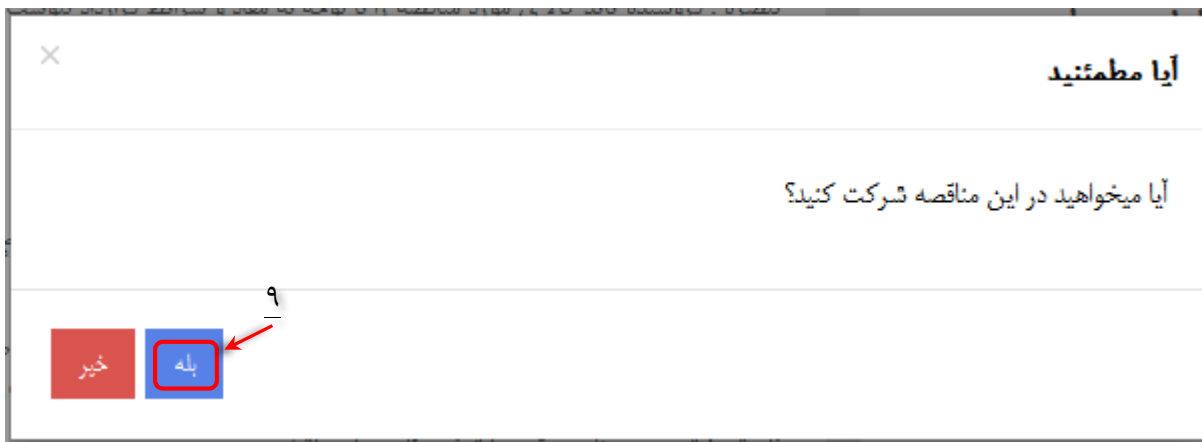 آیا مطمئنید
×
آیا میخواهید در این مناقصه شرکت کنید؟
۹
بله
خیر